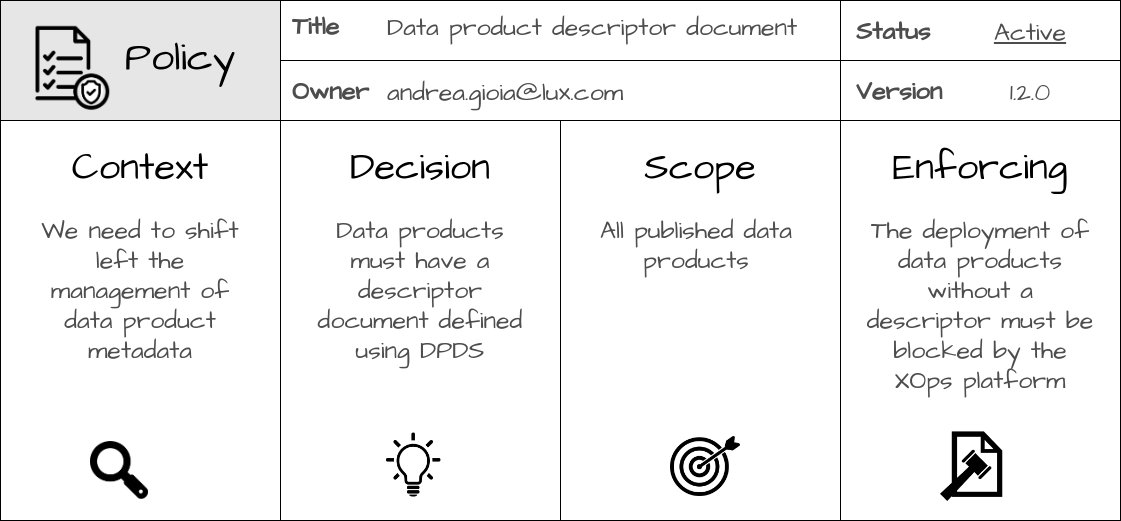 Policy
Title Data product descriptor document
Status Active
Owner andrea.gioia@lux.com
Version 1.2.0
Context
We need to shift
left the
management of
data product
metadata
Decision
Data products
must have a
descriptor
document defined
using DPDS
Scope
All published data
products
Enforcing
The deployment of
data products
without a
descriptor must be
blocked by the
XOps platform